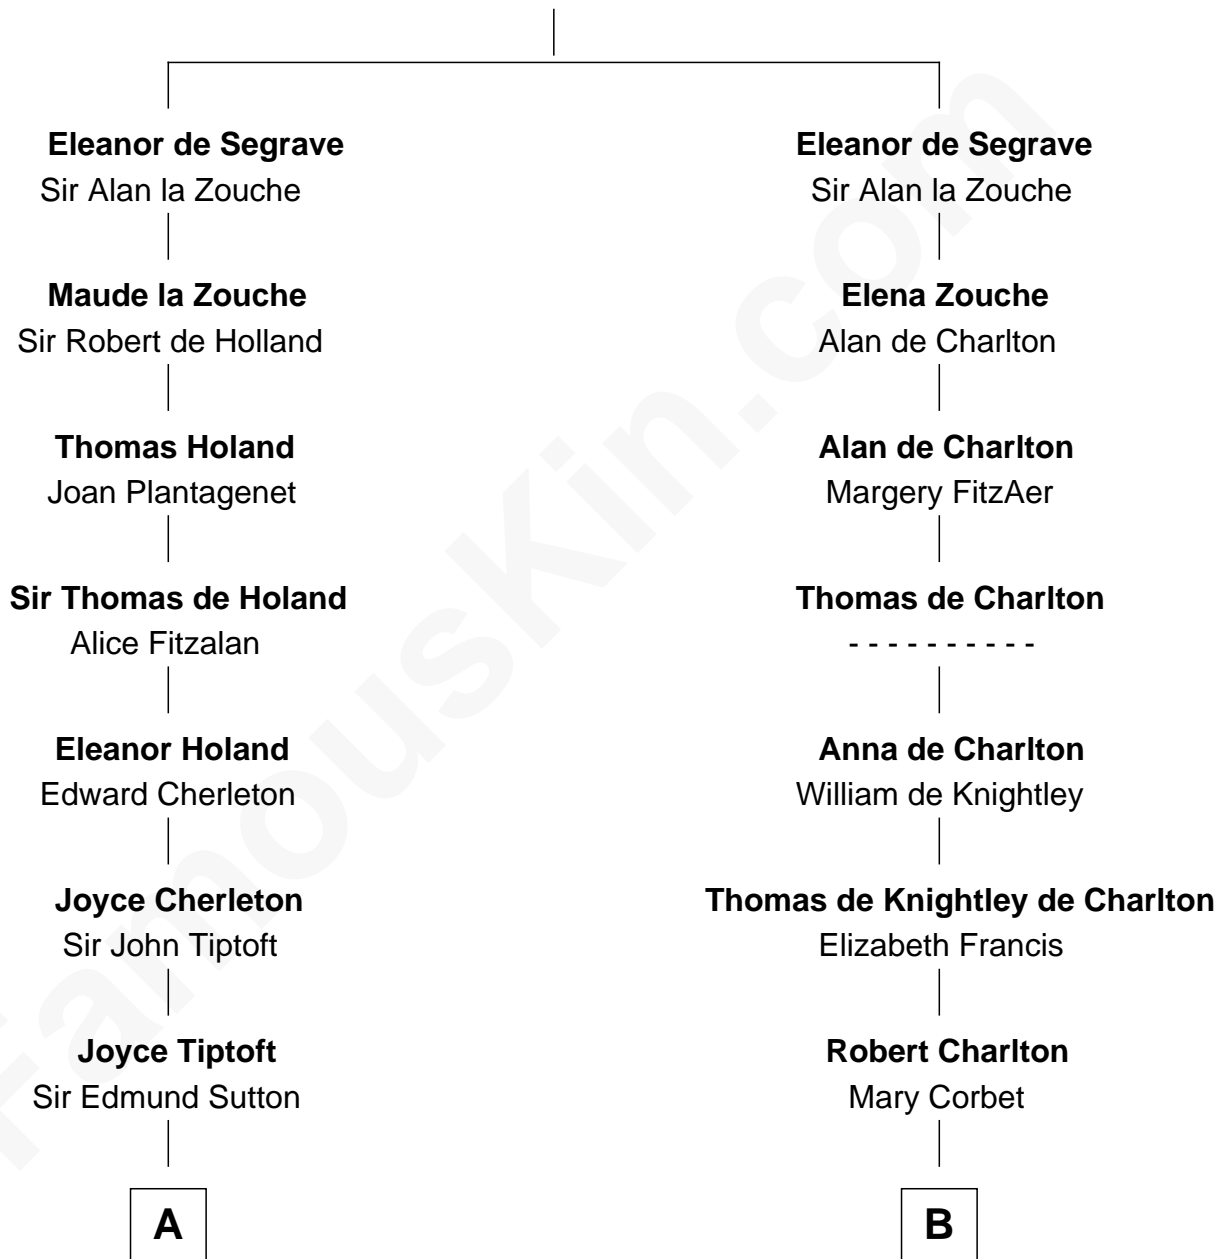 Eleanor de Segrave
Sir Alan la Zouche
Maude la Zouche
Sir Robert de Holland
Thomas Holand
Joan Plantagenet
Sir Thomas de Holand
Alice Fitzalan
Eleanor Holand
Edward Cherleton
Joyce Cherleton
Sir John Tiptoft
Joyce Tiptoft
Sir Edmund Sutton
A
Eleanor de Segrave
Sir Alan la Zouche
Elena Zouche
Alan de Charlton
Alan de Charlton
Margery FitzAer
Thomas de Charlton
- - - - - - - - - -
Anna de Charlton
William de Knightley
Thomas de Knightley de Charlton
Elizabeth Francis
Robert Charlton
Mary Corbet
B
FamousKin.com